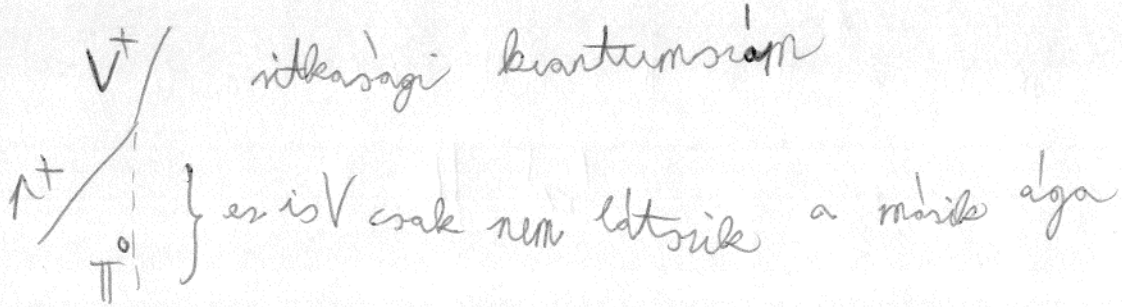 V⁺ ritkasági kvantumszám
p⁺ } ez is V csak nem látszik a másik ága
π⁰